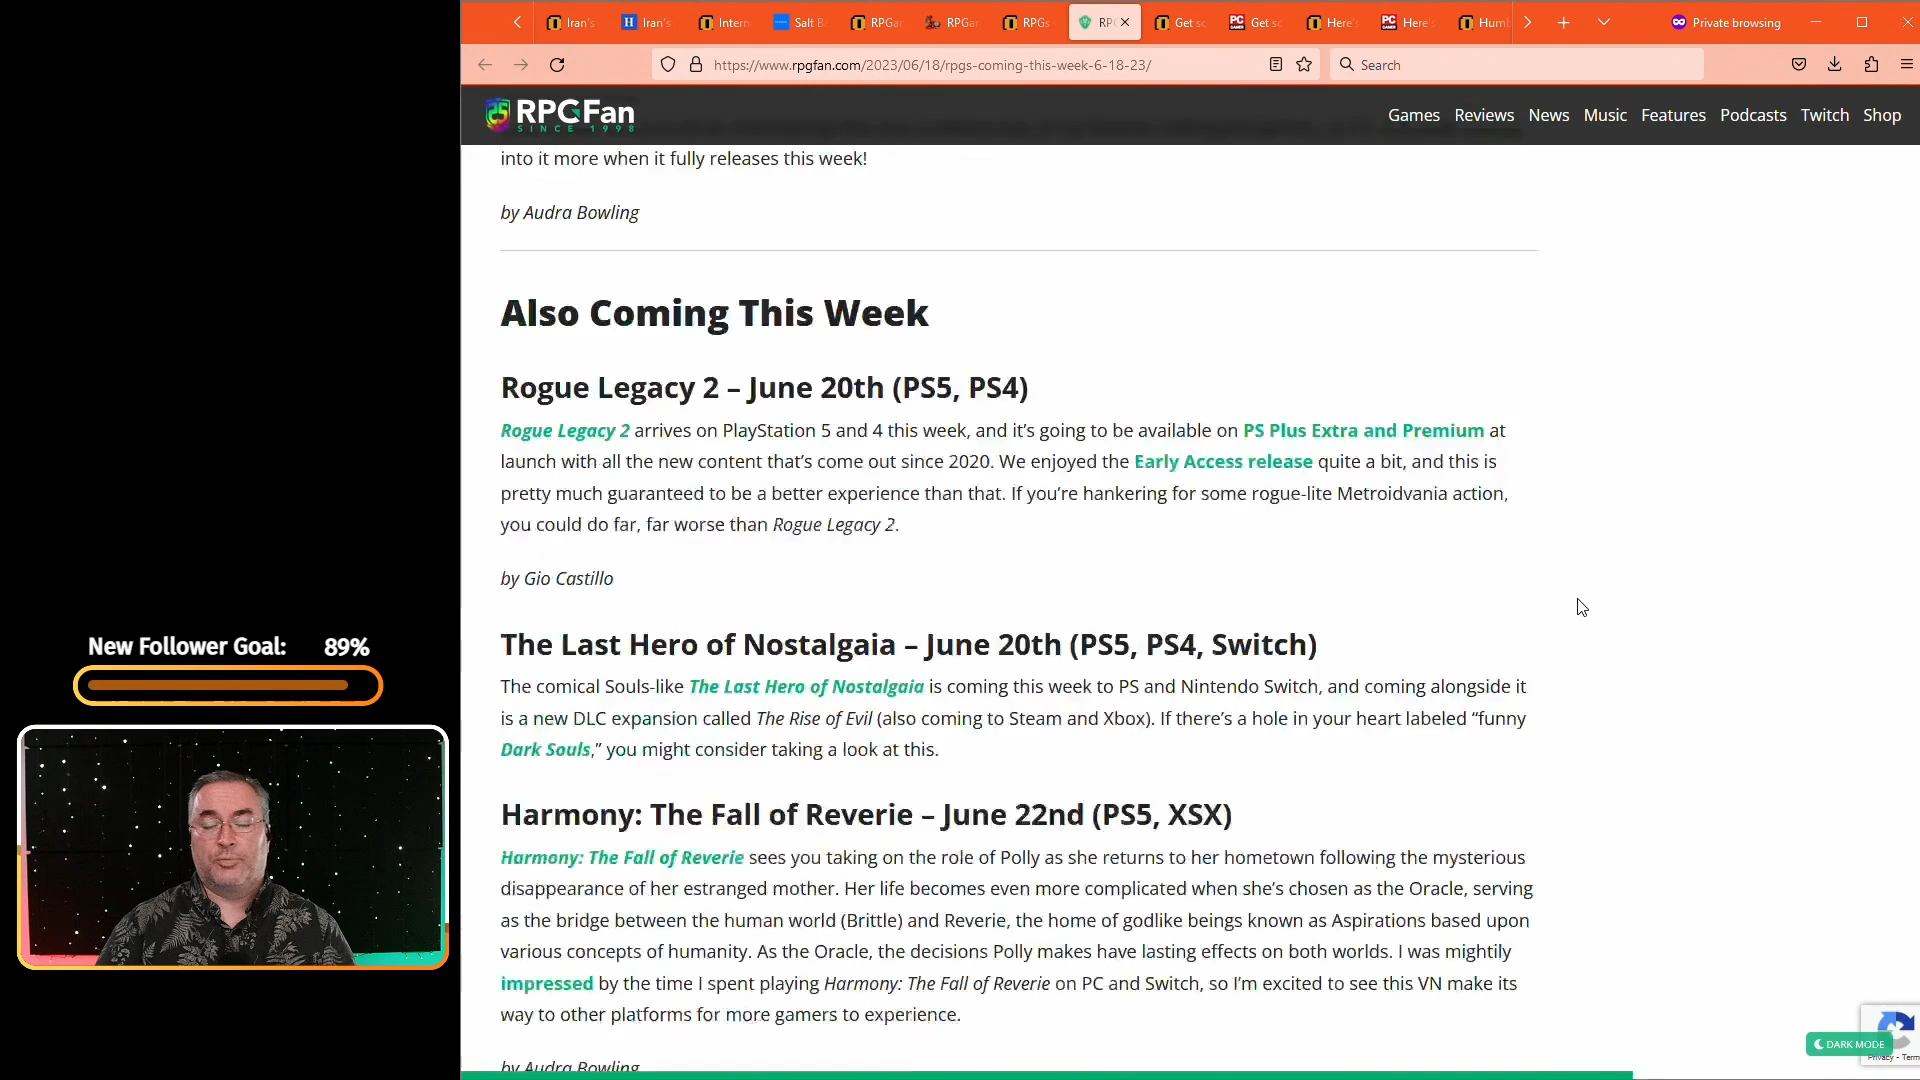 Iran's
Iran's
Intern
Salt B
RPGar
RPGar
RPGs
RPG
Get so
Get so
Here'
Here'
Humb
Private browsing
https://www.rpgfan.com/2023/06/18/rpgs-coming-this-week-6-18-23/
Search
RPGFan
SINCE 1998
Games Reviews News Music Features Podcasts Twitch Shop
into it more when it fully releases this week!
by Audra Bowling
Also Coming This Week
Rogue Legacy 2 – June 20th (PS5, PS4)
Rogue Legacy 2 arrives on PlayStation 5 and 4 this week, and it’s going to be available on PS Plus Extra and Premium at
launch with all the new content that’s come out since 2020. We enjoyed the Early Access release quite a bit, and this is
pretty much guaranteed to be a better experience than that. If you’re hankering for some rogue-lite Metroidvania action,
you could do far, far worse than Rogue Legacy 2.
by Gio Castillo
The Last Hero of Nostalgaia – June 20th (PS5, PS4, Switch)
The comical Souls-like The Last Hero of Nostalgaia is coming this week to PS and Nintendo Switch, and coming alongside it
is a new DLC expansion called The Rise of Evil (also coming to Steam and Xbox). If there’s a hole in your heart labeled “funny
Dark Souls,” you might consider taking a look at this.
Harmony: The Fall of Reverie – June 22nd (PS5, XSX)
Harmony: The Fall of Reverie sees you taking on the role of Polly as she returns to her hometown following the mysterious
disappearance of her estranged mother. Her life becomes even more complicated when she’s chosen as the Oracle, serving
as the bridge between the human world (Brittle) and Reverie, the home of godlike beings known as Aspirations based upon
various concepts of humanity. As the Oracle, the decisions Polly makes have lasting effects on both worlds. I was mightily
impressed by the time I spent playing Harmony: The Fall of Reverie on PC and Switch, so I’m excited to see this VN make its
way to other platforms for more gamers to experience.
by Audra Bowling
New Follower Goal: 89%
DARK MODE
Privacy - Term